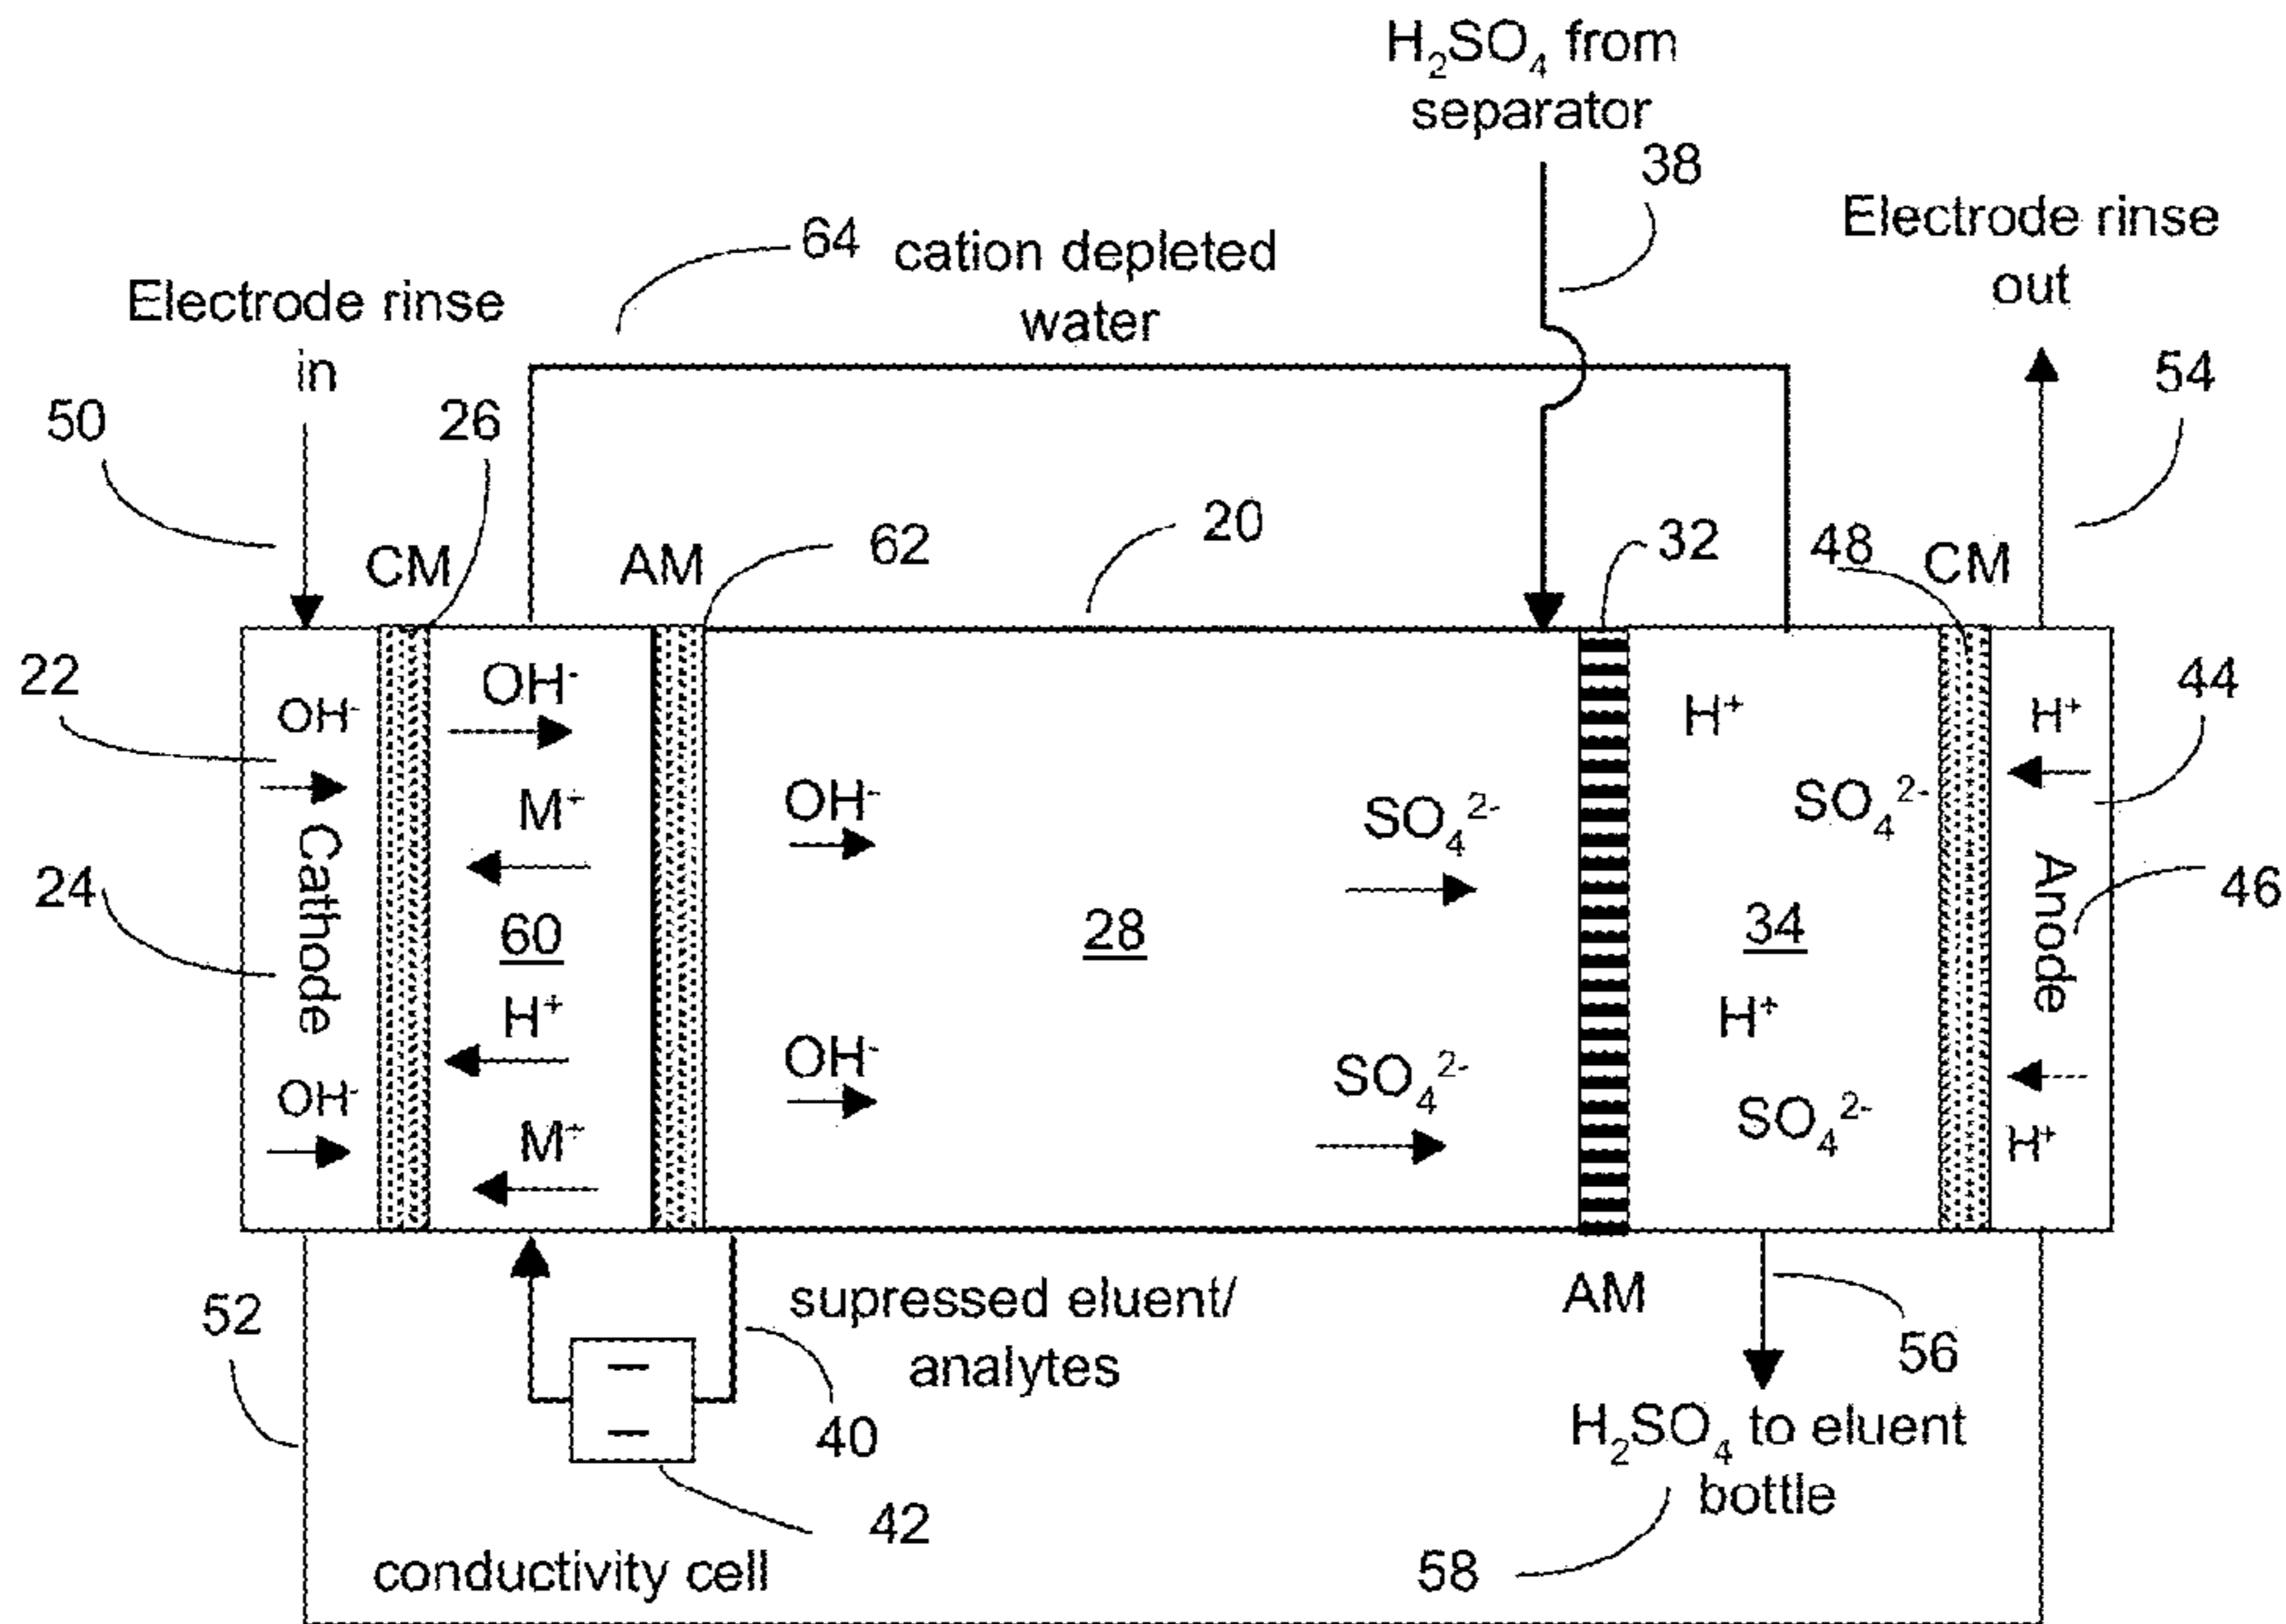 H₂SO₄ from
separator
38
Electrode rinse
out
64
cation depleted
water
Electrode rinse
in
54
50
26
20
CM
AM
62
32
48
CM
22
OH⁻
OH⁻
H⁺
H⁺
44
M⁺
OH⁻
SO₄²⁻
SO₄²⁻
24
Cathode
60
28
34
Anode
46
H⁺
H⁺
OH⁻
OH⁻
SO₄²⁻
SO₄²⁻
H⁺
M⁺
52
supressed eluent/
analytes
40
AM
56
42
H₂SO₄ to eluent
bottle
conductivity cell
58